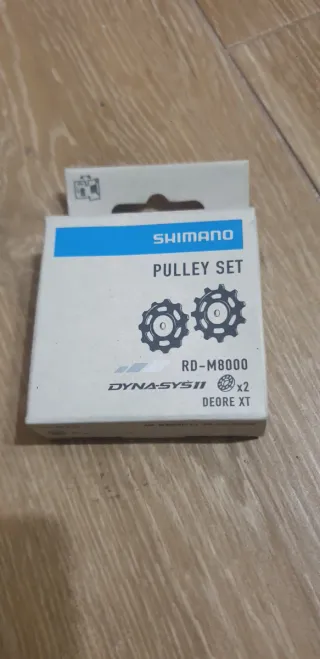 SHIMANO
PULLEY SET
RD-M8000
DYNA-SYS11
x2
DEORE XT